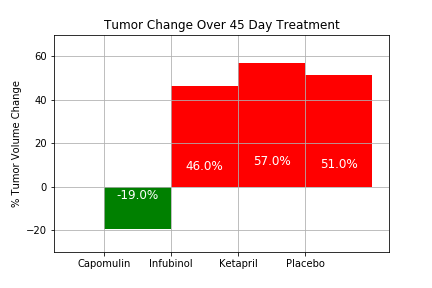 Tumor Change Over 45 Day Treatment
% Tumor Volume Change
60
40
20
0
−20
-19.0%
46.0%
57.0%
51.0%
Capomulin
Infubinol
Ketapril
Placebo